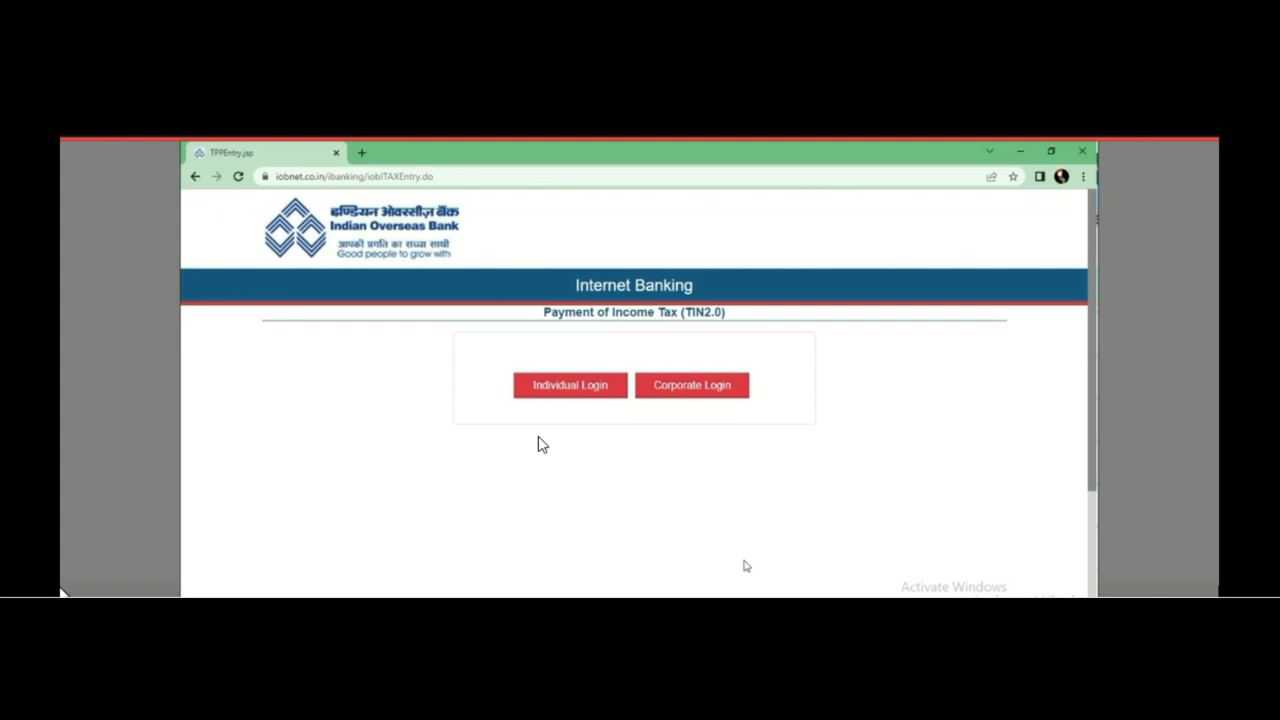 TPPEntry.jsp
iobnet.co.in/ibanking/iobITAXEntry.do
इण्डियन ओवरसीज़ बैंक
Indian Overseas Bank
आपकी प्रगति का सच्चा साथी
Good people to grow with
Internet Banking
Payment of Income Tax (TIN2.0)
Individual Login Corporate Login
Activate Windows